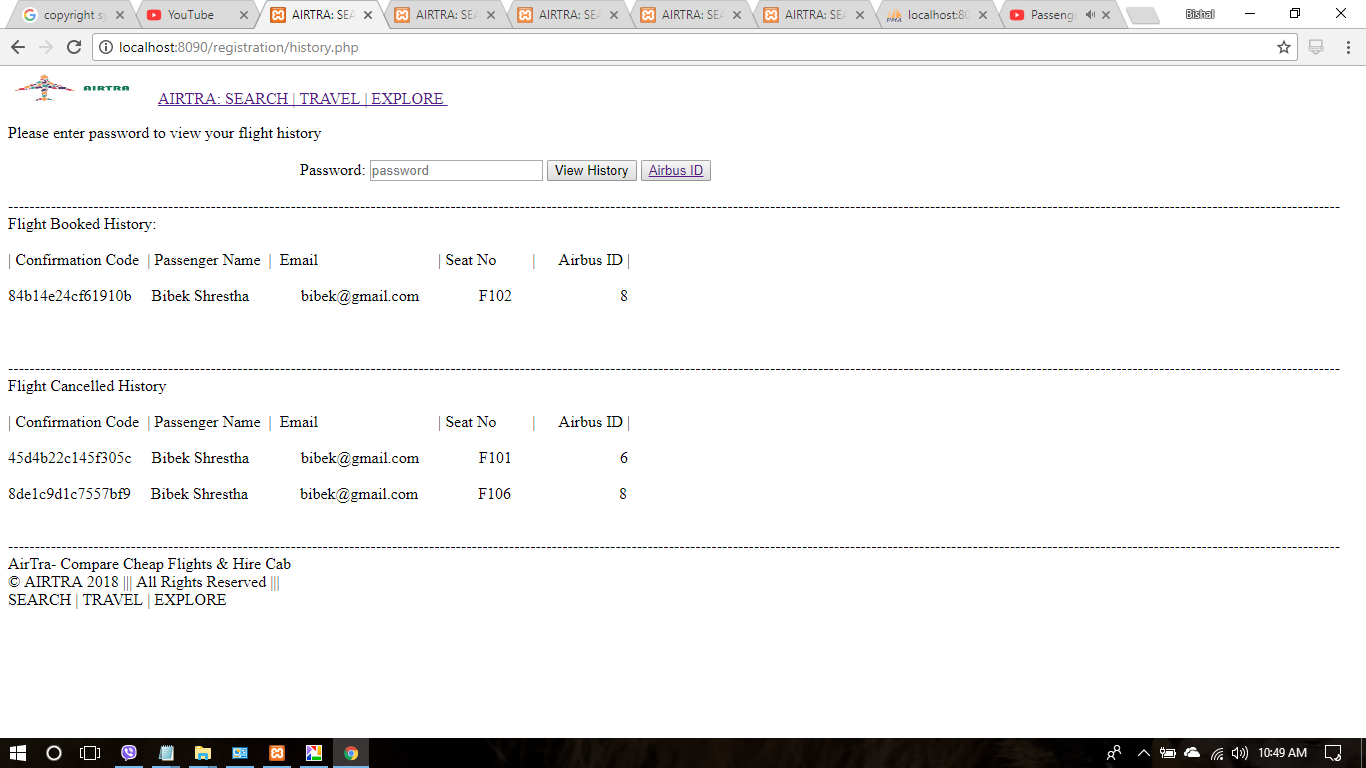 copyright sy YouTube AIRTRA: SEA AIRTRA: SEA AIRTRA: SEA AIRTRA: SEA AIRTRA: SEA PMA localhost:80 Passenge Bishal
localhost:8090/registration/history.php
AIRTRA AIRTRA: SEARCH | TRAVEL | EXPLORE
Please enter password to view your flight history
Password: password View History Airbus ID
Flight Booked History:
| Confirmation Code | Passenger Name | Email | Seat No | Airbus ID |
84b14e24cf61910b Bibek Shrestha bibek@gmail.com F102 8
Flight Cancelled History
| Confirmation Code | Passenger Name | Email | Seat No | Airbus ID |
45d4b22c145f305c Bibek Shrestha bibek@gmail.com F101 6
8de1c9d1c7557bf9 Bibek Shrestha bibek@gmail.com F106 8
AirTra- Compare Cheap Flights & Hire Cab
© AIRTRA 2018 ||| All Rights Reserved |||
SEARCH | TRAVEL | EXPLORE
10:49 AM